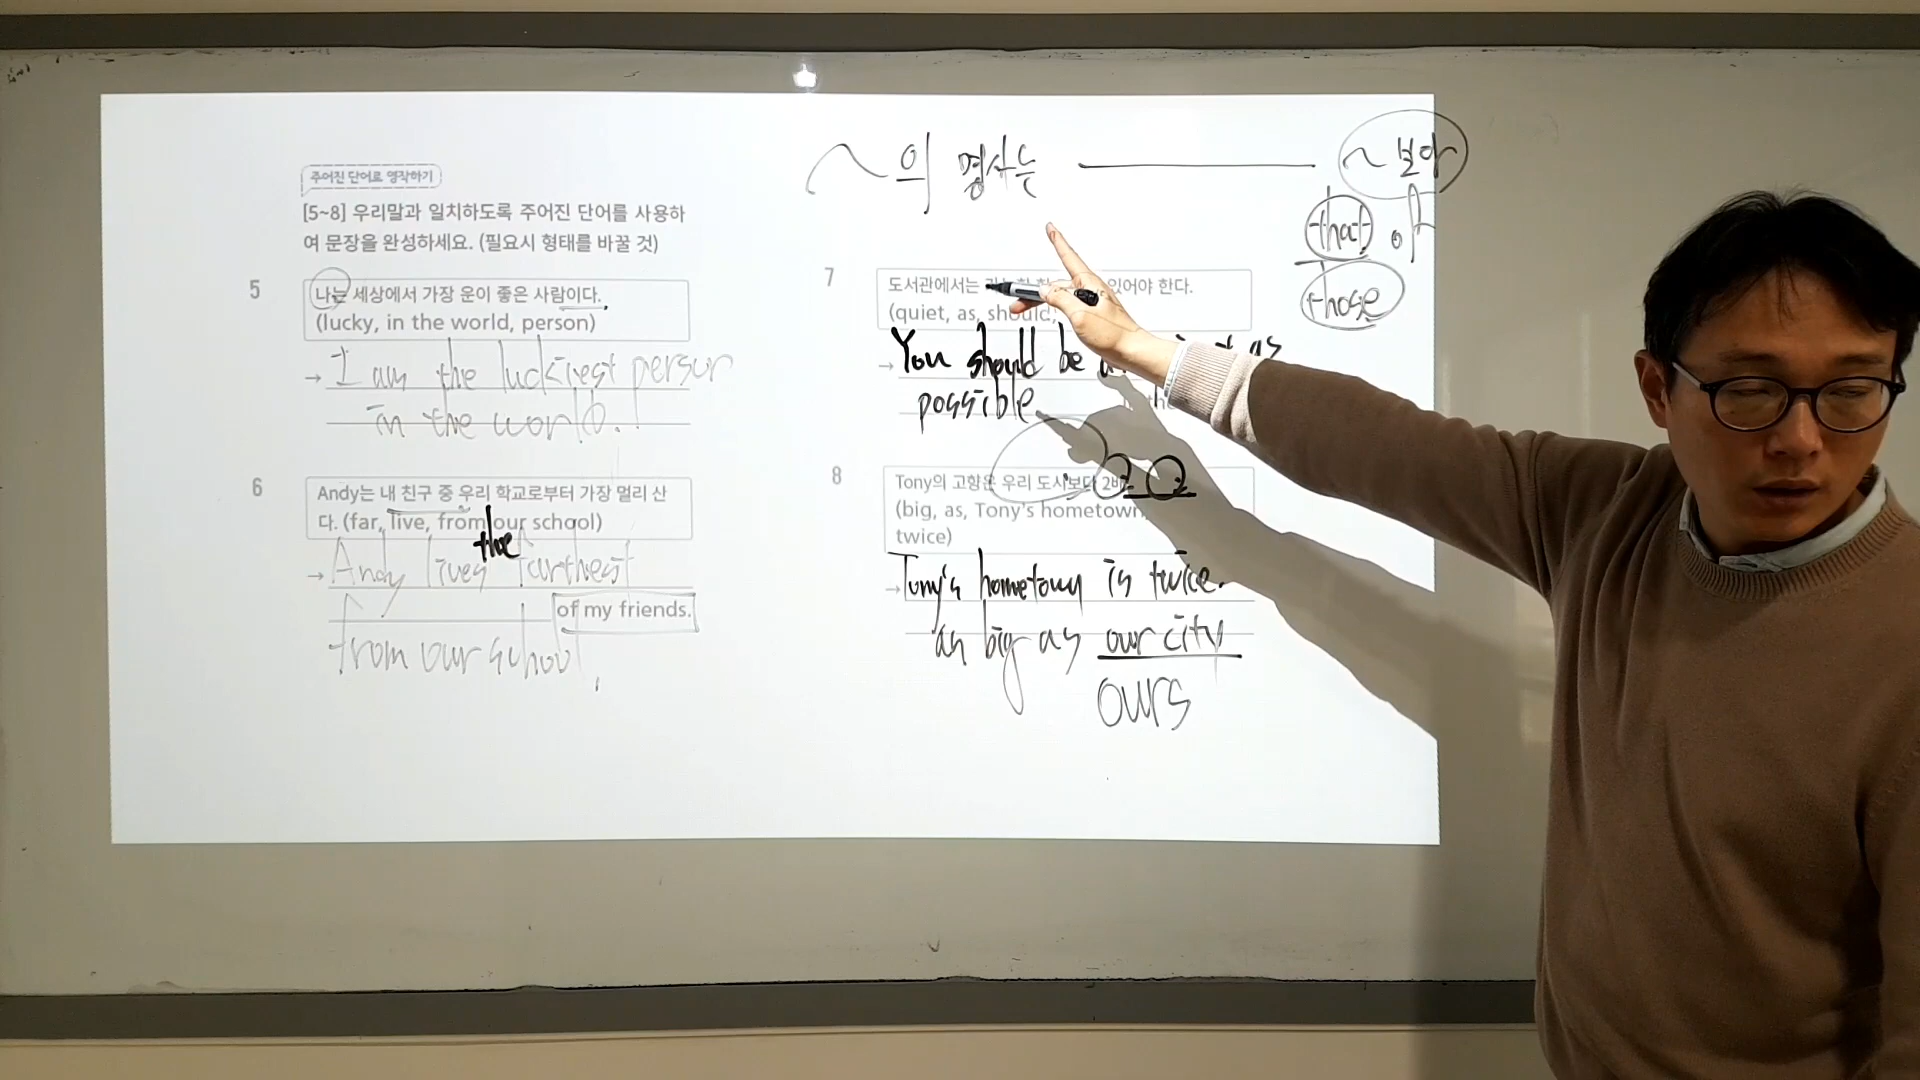 주어진 단어로 영작하기
[5~8] 우리말과 일치하도록 주어진 단어를 사용하
여 문장을 완성하세요. (필요시 형태를 바꿀 것)
5
나는 세상에서 가장 운이 좋은 사람이다.
(lucky, in the world, person)
→ I am the luckiest person
in the world.
6
Andy는 내 친구 중 우리 학교로부터 가장 멀리 산
다. (far, live, from our school)
the
→ Andy lives farthest
of my friends.
from our school.
~의 명사는 ~보다
that of
those
7
도서관에서는 있어야 한다.
(quiet, as, should,
→ You should be as
possible
8
Tony의 고향은 우리 도시보다 2배
(big, as, Tony's hometown,
twice)
→ Tony's hometown is twice.
as big as our city
ours